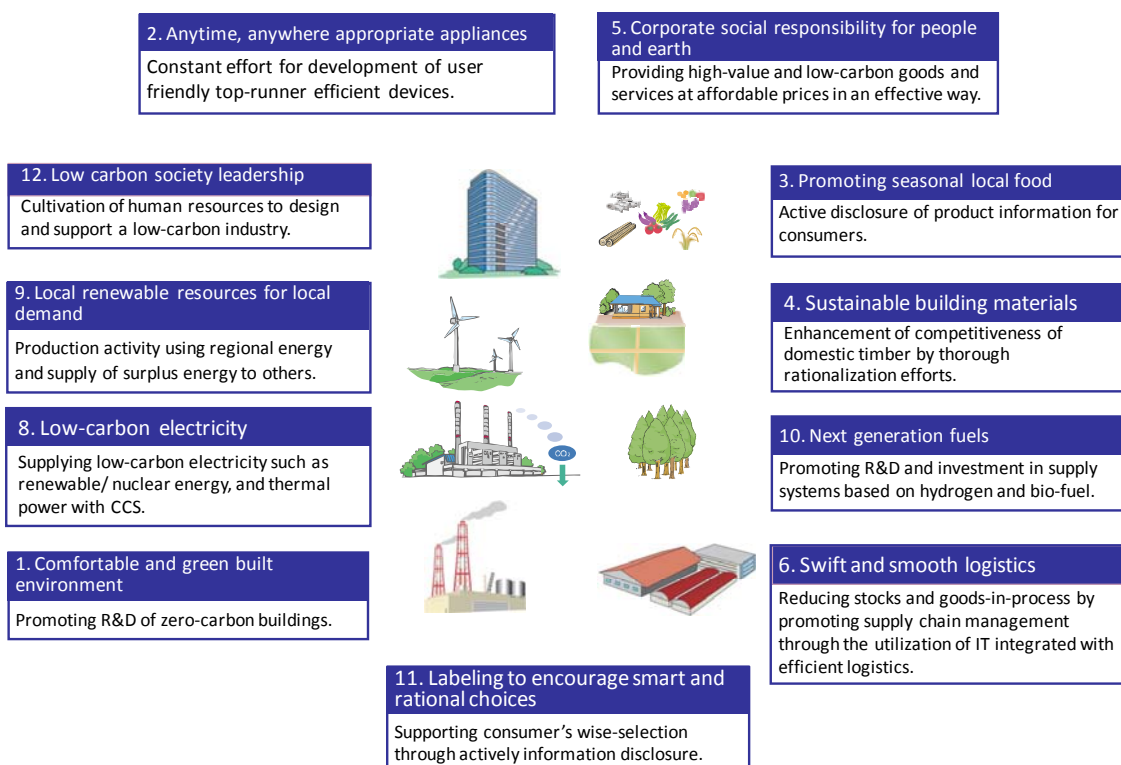 2. Anytime, anywhere appropriate appliances
Constant effort for development of user
friendly top-runner efficient devices.
5. Corporate social responsibility for people
and earth
Providing high-value and low-carbon goods and
services at affordable prices in an effective way.
12. Low carbon society leadership
Cultivation of human resources to design
and support a low-carbon industry.
3. Promoting seasonal local food
Active disclosure of product information for
consumers.
9. Local renewable resources for local
demand
Production activity using regional energy
and supply of surplus energy to others.
4. Sustainable building materials
Enhancement of competitiveness of
domestic timber by thorough
rationalization efforts.
8. Low-carbon electricity
Supplying low-carbon electricity such as
renewable/ nuclear energy, and thermal
power with CCS.
CO₂
10. Next generation fuels
Promoting R&D and investment in supply
systems based on hydrogen and bio-fuel.
1. Comfortable and green built
environment
Promoting R&D of zero-carbon buildings.
6. Swift and smooth logistics
Reducing stocks and goods-in-process by
promoting supply chain management
through the utilization of IT integrated with
efficient logistics.
11. Labeling to encourage smart and
rational choices
Supporting consumer's wise-selection
through actively information disclosure.